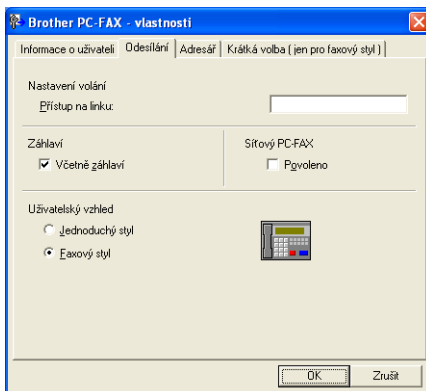 Brother PC-FAX - vlastnosti
Informace o uživateli Odesílání Adresář Krátká volba ( jen pro faxový styl )
Nastavení volání
Přístup na linku:
Záhlaví Síťový PC-FAX
Včetně záhlaví Povoleno
Uživatelský vzhled
Jednoduchý styl
Faxový styl
OK Zrušit